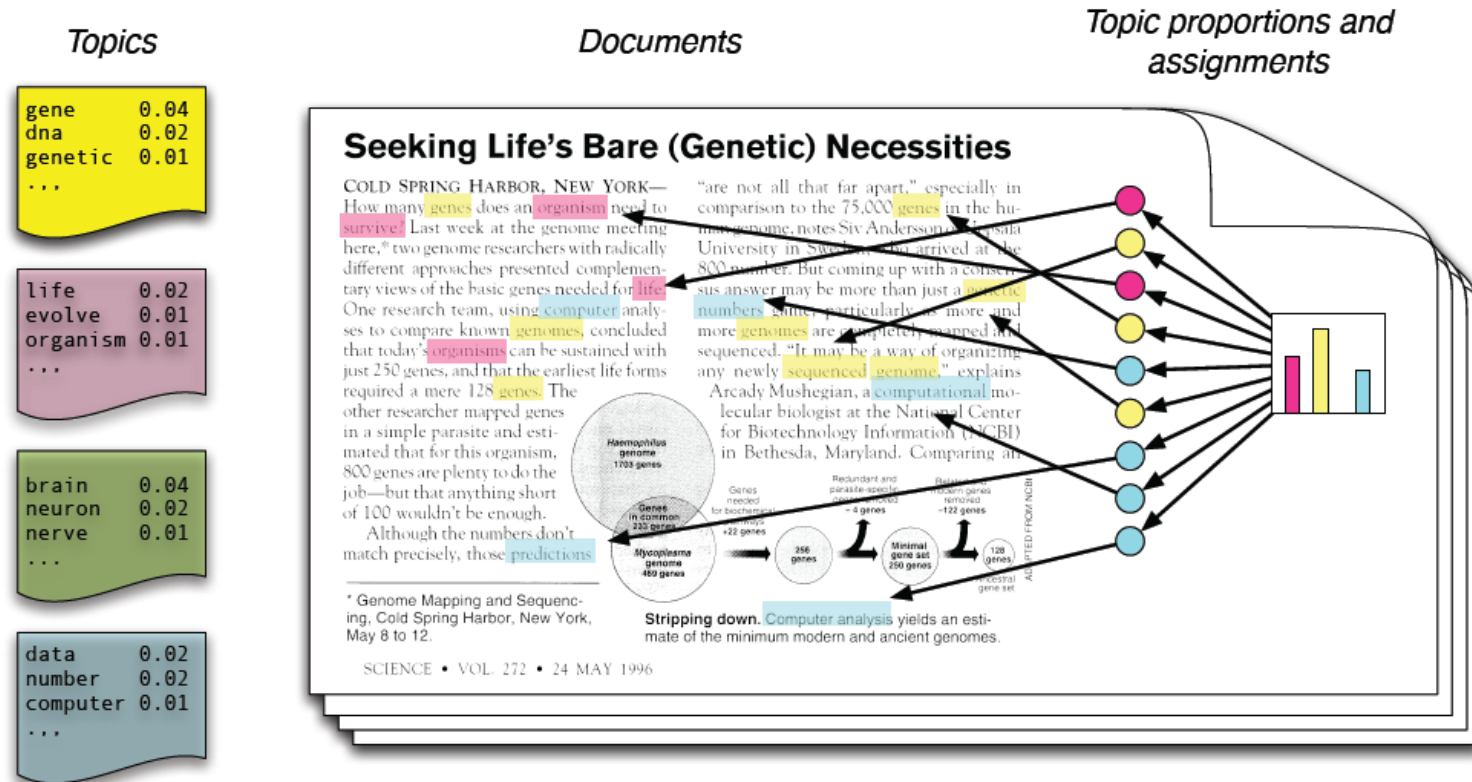 Topics
Documents
Topic proportions and
assignments
gene 0.04
dna 0.02
genetic 0.01
...
life 0.02
evolve 0.01
organism 0.01
...
brain 0.04
neuron 0.02
nerve 0.01
...
data 0.02
number 0.02
computer 0.01
...
Seeking Life's Bare (Genetic) Necessities
COLD SPRING HARBOR, NEW YORK—
How many genes does an organism need to
survive? Last week at the genome meeting
here,* two genome researchers with radically
different approaches presented complemen-
tary views of the basic genes needed for life.
One research team, using computer analy-
ses to compare known genomes, concluded
that today's organisms can be sustained with
just 250 genes, and that the earliest life forms
required a mere 128 genes. The
other researcher mapped genes
in a simple parasite and esti-
mated that for this organism,
800 genes are plenty to do the
job—but that anything short
of 100 wouldn't be enough.
Although the numbers don't
match precisely, those predictions
* Genome Mapping and Sequenc-
ing, Cold Spring Harbor, New York,
May 8 to 12.
"are not all that far apart," especially in
comparison to the 75,000 genes in the hu-
man genome, notes Siv Andersson of Uppsala
University in Sweden, who arrived at the
800 number. But coming up with a consen-
sus answer may be more than just a genetic
numbers game, particularly as more and
more genomes are completely mapped and
sequenced. "It may be a way of organizing
any newly sequenced genome," explains
Arcady Mushegian, a computational mo-
lecular biologist at the National Center
for Biotechnology Information (NCBI)
in Bethesda, Maryland. Comparing an
Haemophilus
genome
1703 genes
Genes
in common
233 genes
Mycoplasma
genome
469 genes
Genes
needed
for biochemical
pathways
+22 genes
256
genes
Redundant and
parasite-specific
genes removed
– 4 genes
Minimal
gene set
250 genes
modern genes
removed
–122 genes
128
genes
Ancestral
gene set
ADAPTED FROM NCBI
Stripping down. Computer analysis yields an esti-
mate of the minimum modern and ancient genomes.
SCIENCE • VOL. 272 • 24 MAY 1996